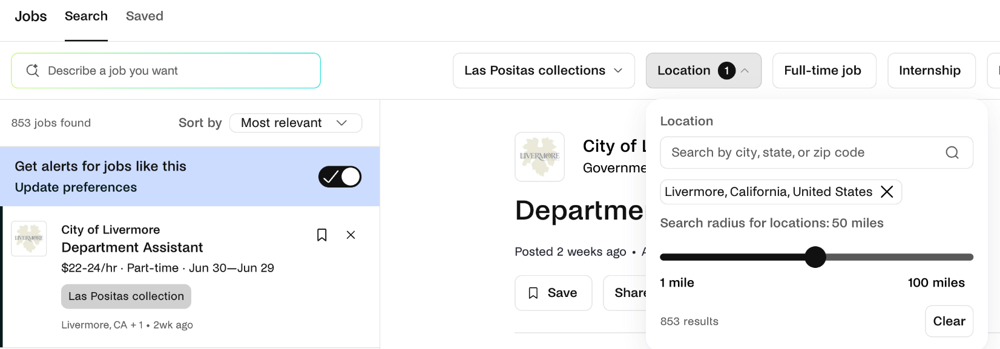 Jobs Search Saved
Describe a job you want
Las Positas collections
Location 1
Full-time job
Internship
853 jobs found
Sort by Most relevant
Get alerts for jobs like this
Update preferences
City of Livermore
Department Assistant
$22-24/hr · Part-time · Jun 30—Jun 29
Las Positas collection
Livermore, CA + 1 • 2wk ago
LIVERMORE
LIVERMORE
City of L
Governme
Departme
Posted 2 weeks ago •
Save
Share
Location
Search by city, state, or zip code
Livermore, California, United States
Search radius for locations: 50 miles
1 mile
100 miles
853 results
Clear